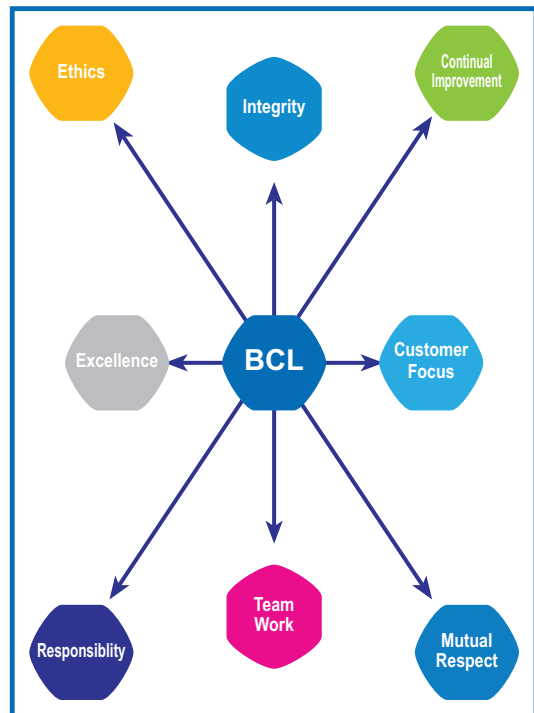 Ethics
Integrity
Continual
Improvement
Excellence
BCL
Customer
Focus
Responsiblity
Team
Work
Mutual
Respect